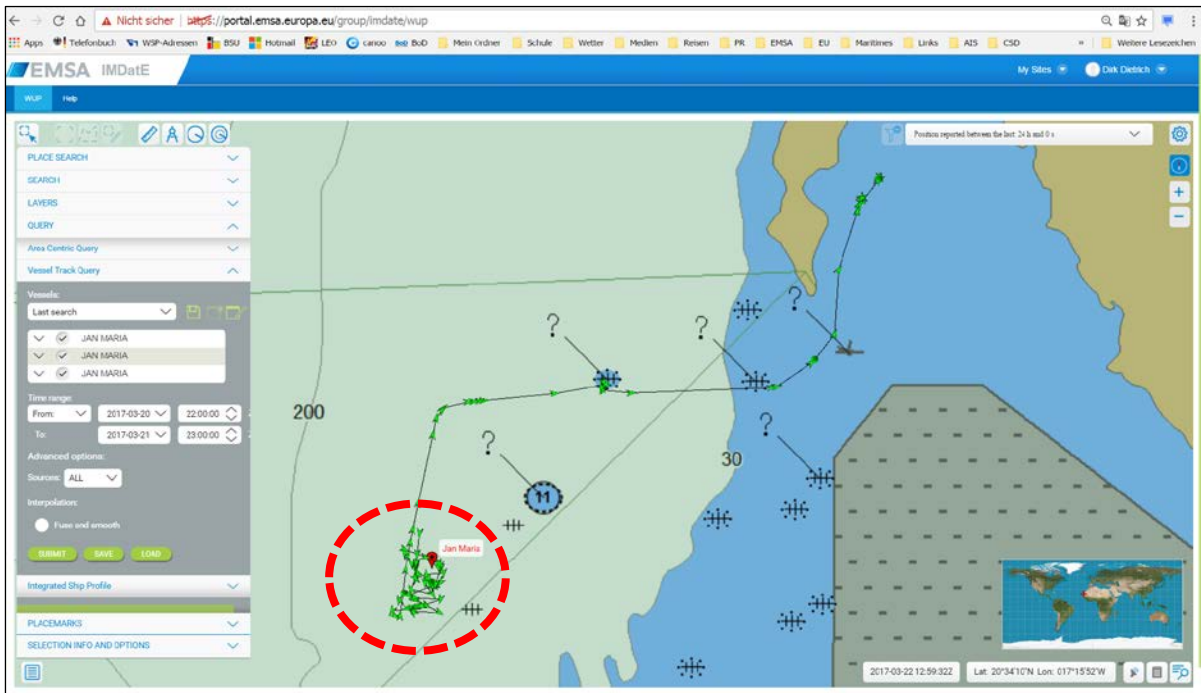 Nicht sicher | https://portal.emsa.europa.eu/group/imdate/wup
Apps Telefonbuch WSP-Adressen BSU Hotmail LEO canoo BoD Mein Ordner Schule Wetter Medien Reisen PR EMSA EU Maritimes Links AIS CSD » Weitere Lesezeichen
EMSA IMDatE My Sites Dirk Dietrich
WUP Help
Position reported between the last: 24 h and 0 s
PLACE SEARCH
SEARCH
LAYERS
QUERY
Area Centric Query
Vessel Track Query
Vessels:
Last search
JAN MARIA
JAN MARIA
JAN MARIA
Time range:
From: 2017-03-20 22:00:00
To: 2017-03-21 23:00:00
Advanced options:
Sources: ALL
Interpolation:
Fuse and smooth
SUBMIT SAVE LOAD
Integrated Ship Profile
PLACEMARKS
SELECTION INFO AND OPTIONS
?
?
?
200
?
?
30
11
Jan Maria
2017-03-22 12:59:32Z Lat: 20°34'10"N Lon: 017°15'52"W